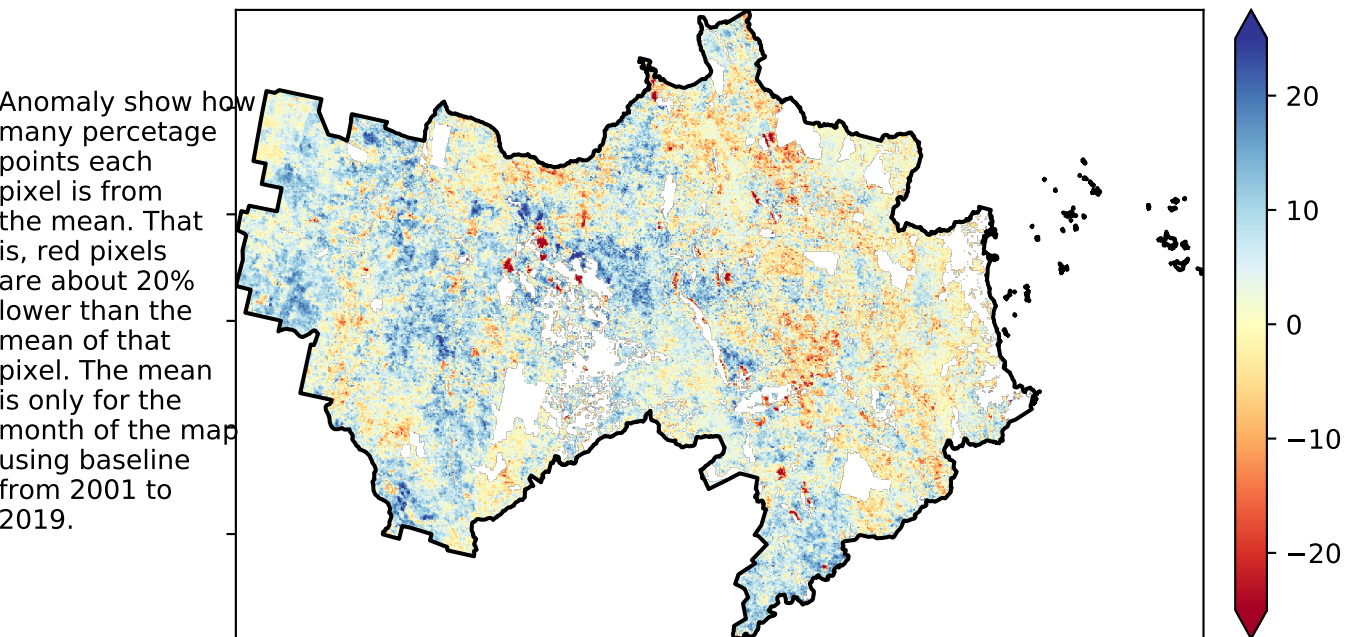 Anomaly show how
many percetage
points each
pixel is from
the mean. That
is, red pixels
are about 20%
lower than the
mean of that
pixel. The mean
is only for the
month of the map
using baseline
from 2001 to
2019.
20
10
0
−10
−20